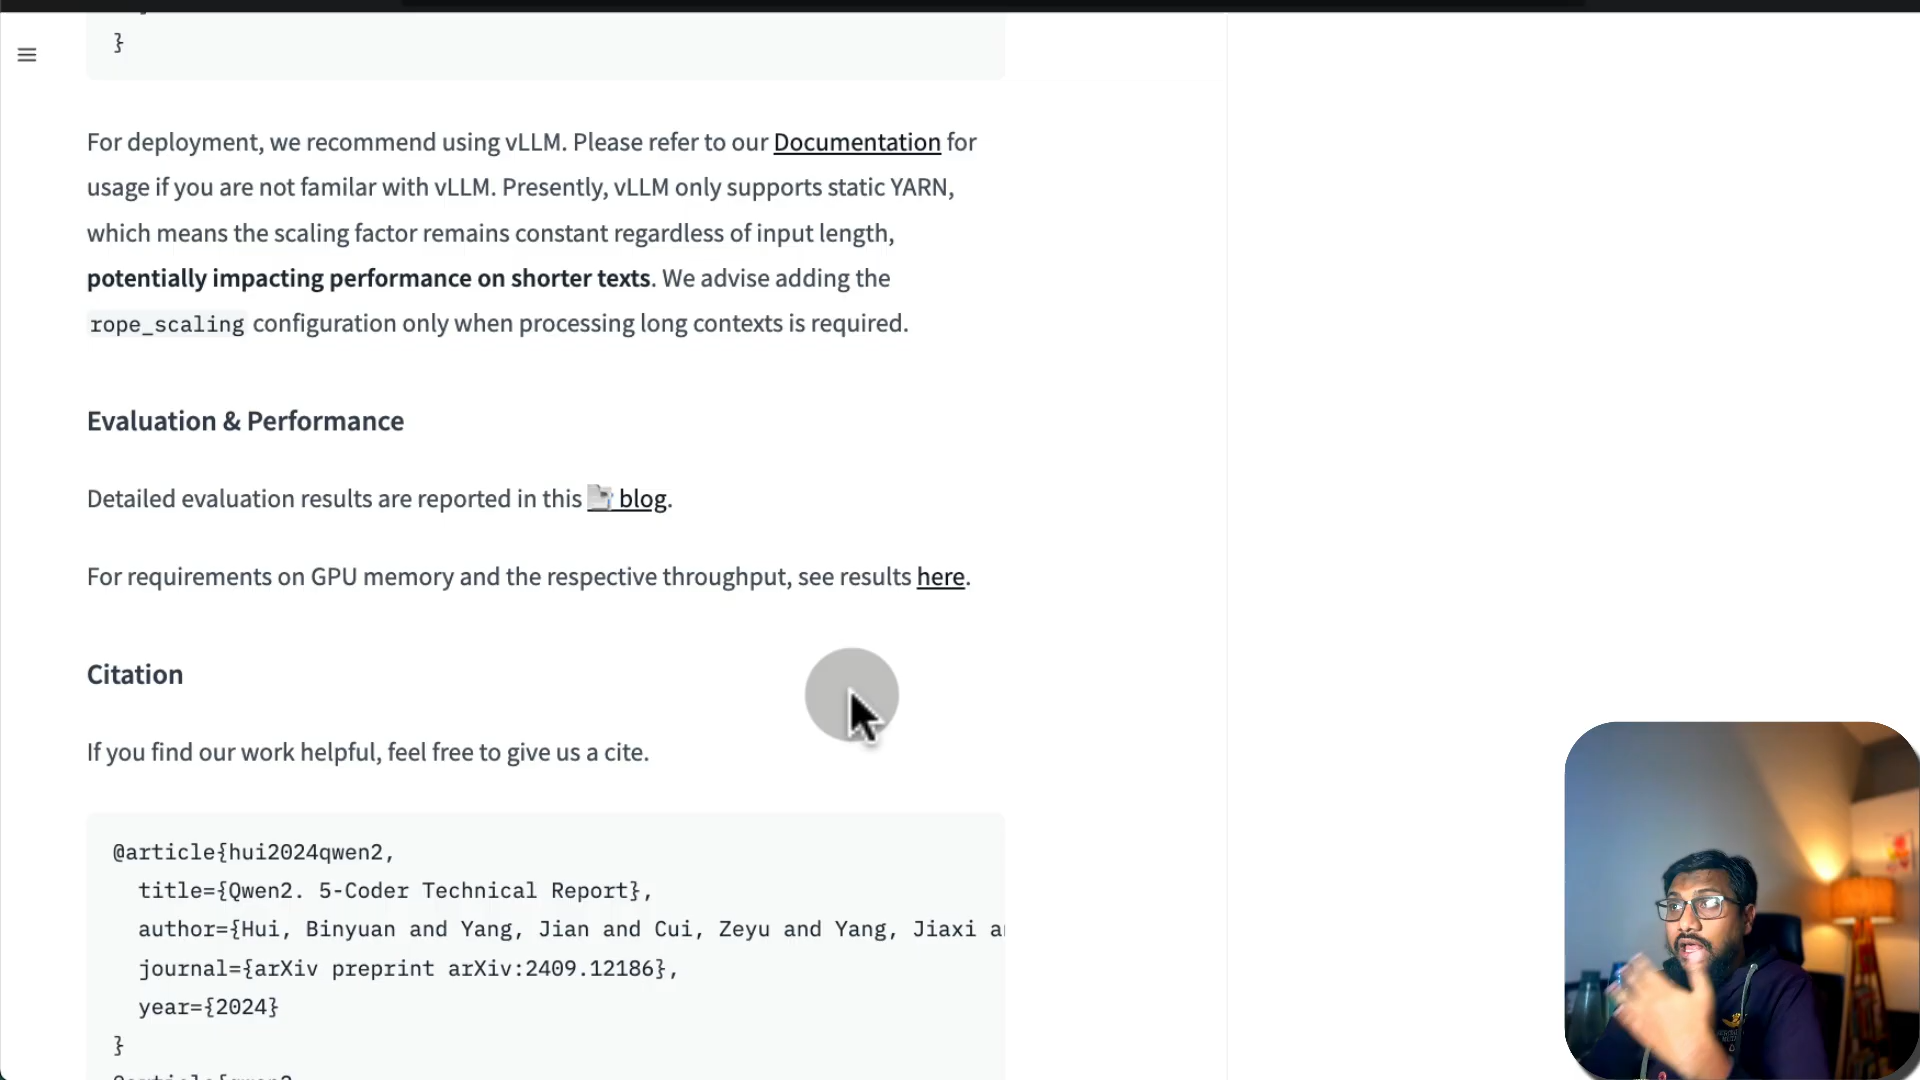 }
For deployment, we recommend using vLLM. Please refer to our Documentation for
usage if you are not familar with vLLM. Presently, vLLM only supports static YARN,
which means the scaling factor remains constant regardless of input length,
potentially impacting performance on shorter texts. We advise adding the
rope_scaling configuration only when processing long contexts is required.
Evaluation & Performance
Detailed evaluation results are reported in this 📑 blog.
For requirements on GPU memory and the respective throughput, see results here.
Citation
If you find our work helpful, feel free to give us a cite.
@article{hui2024qwen2,
title={Qwen2. 5-Coder Technical Report},
author={Hui, Binyuan and Yang, Jian and Cui, Zeyu and Yang, Jiaxi
journal={arXiv preprint arXiv:2409.12186},
year={2024}
}